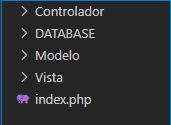 Controlador
DATABASE
Modelo
Vista
index.php